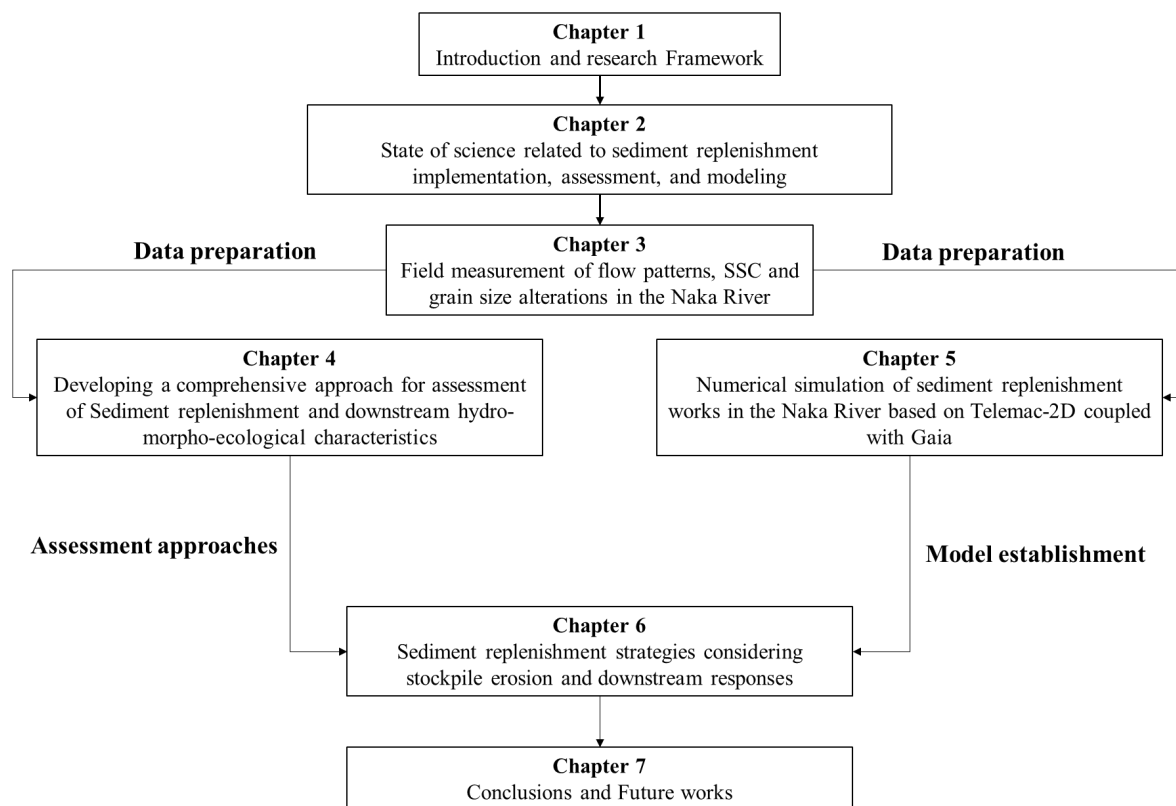 Chapter 1
Introduction and research Framework
Chapter 2
State of science related to sediment replenishment
implementation, assessment, and modeling
Data preparation
Chapter 3
Field measurement of flow patterns, SSC and
grain size alterations in the Naka River
Data preparation
Chapter 4
Developing a comprehensive approach for assessment
of Sediment replenishment and downstream hydro-
morpho-ecological characteristics
Chapter 5
Numerical simulation of sediment replenishment
works in the Naka River based on Telemac-2D coupled
with Gaia
Assessment approaches
Model establishment
Chapter 6
Sediment replenishment strategies considering
stockpile erosion and downstream responses
Chapter 7
Conclusions and Future works